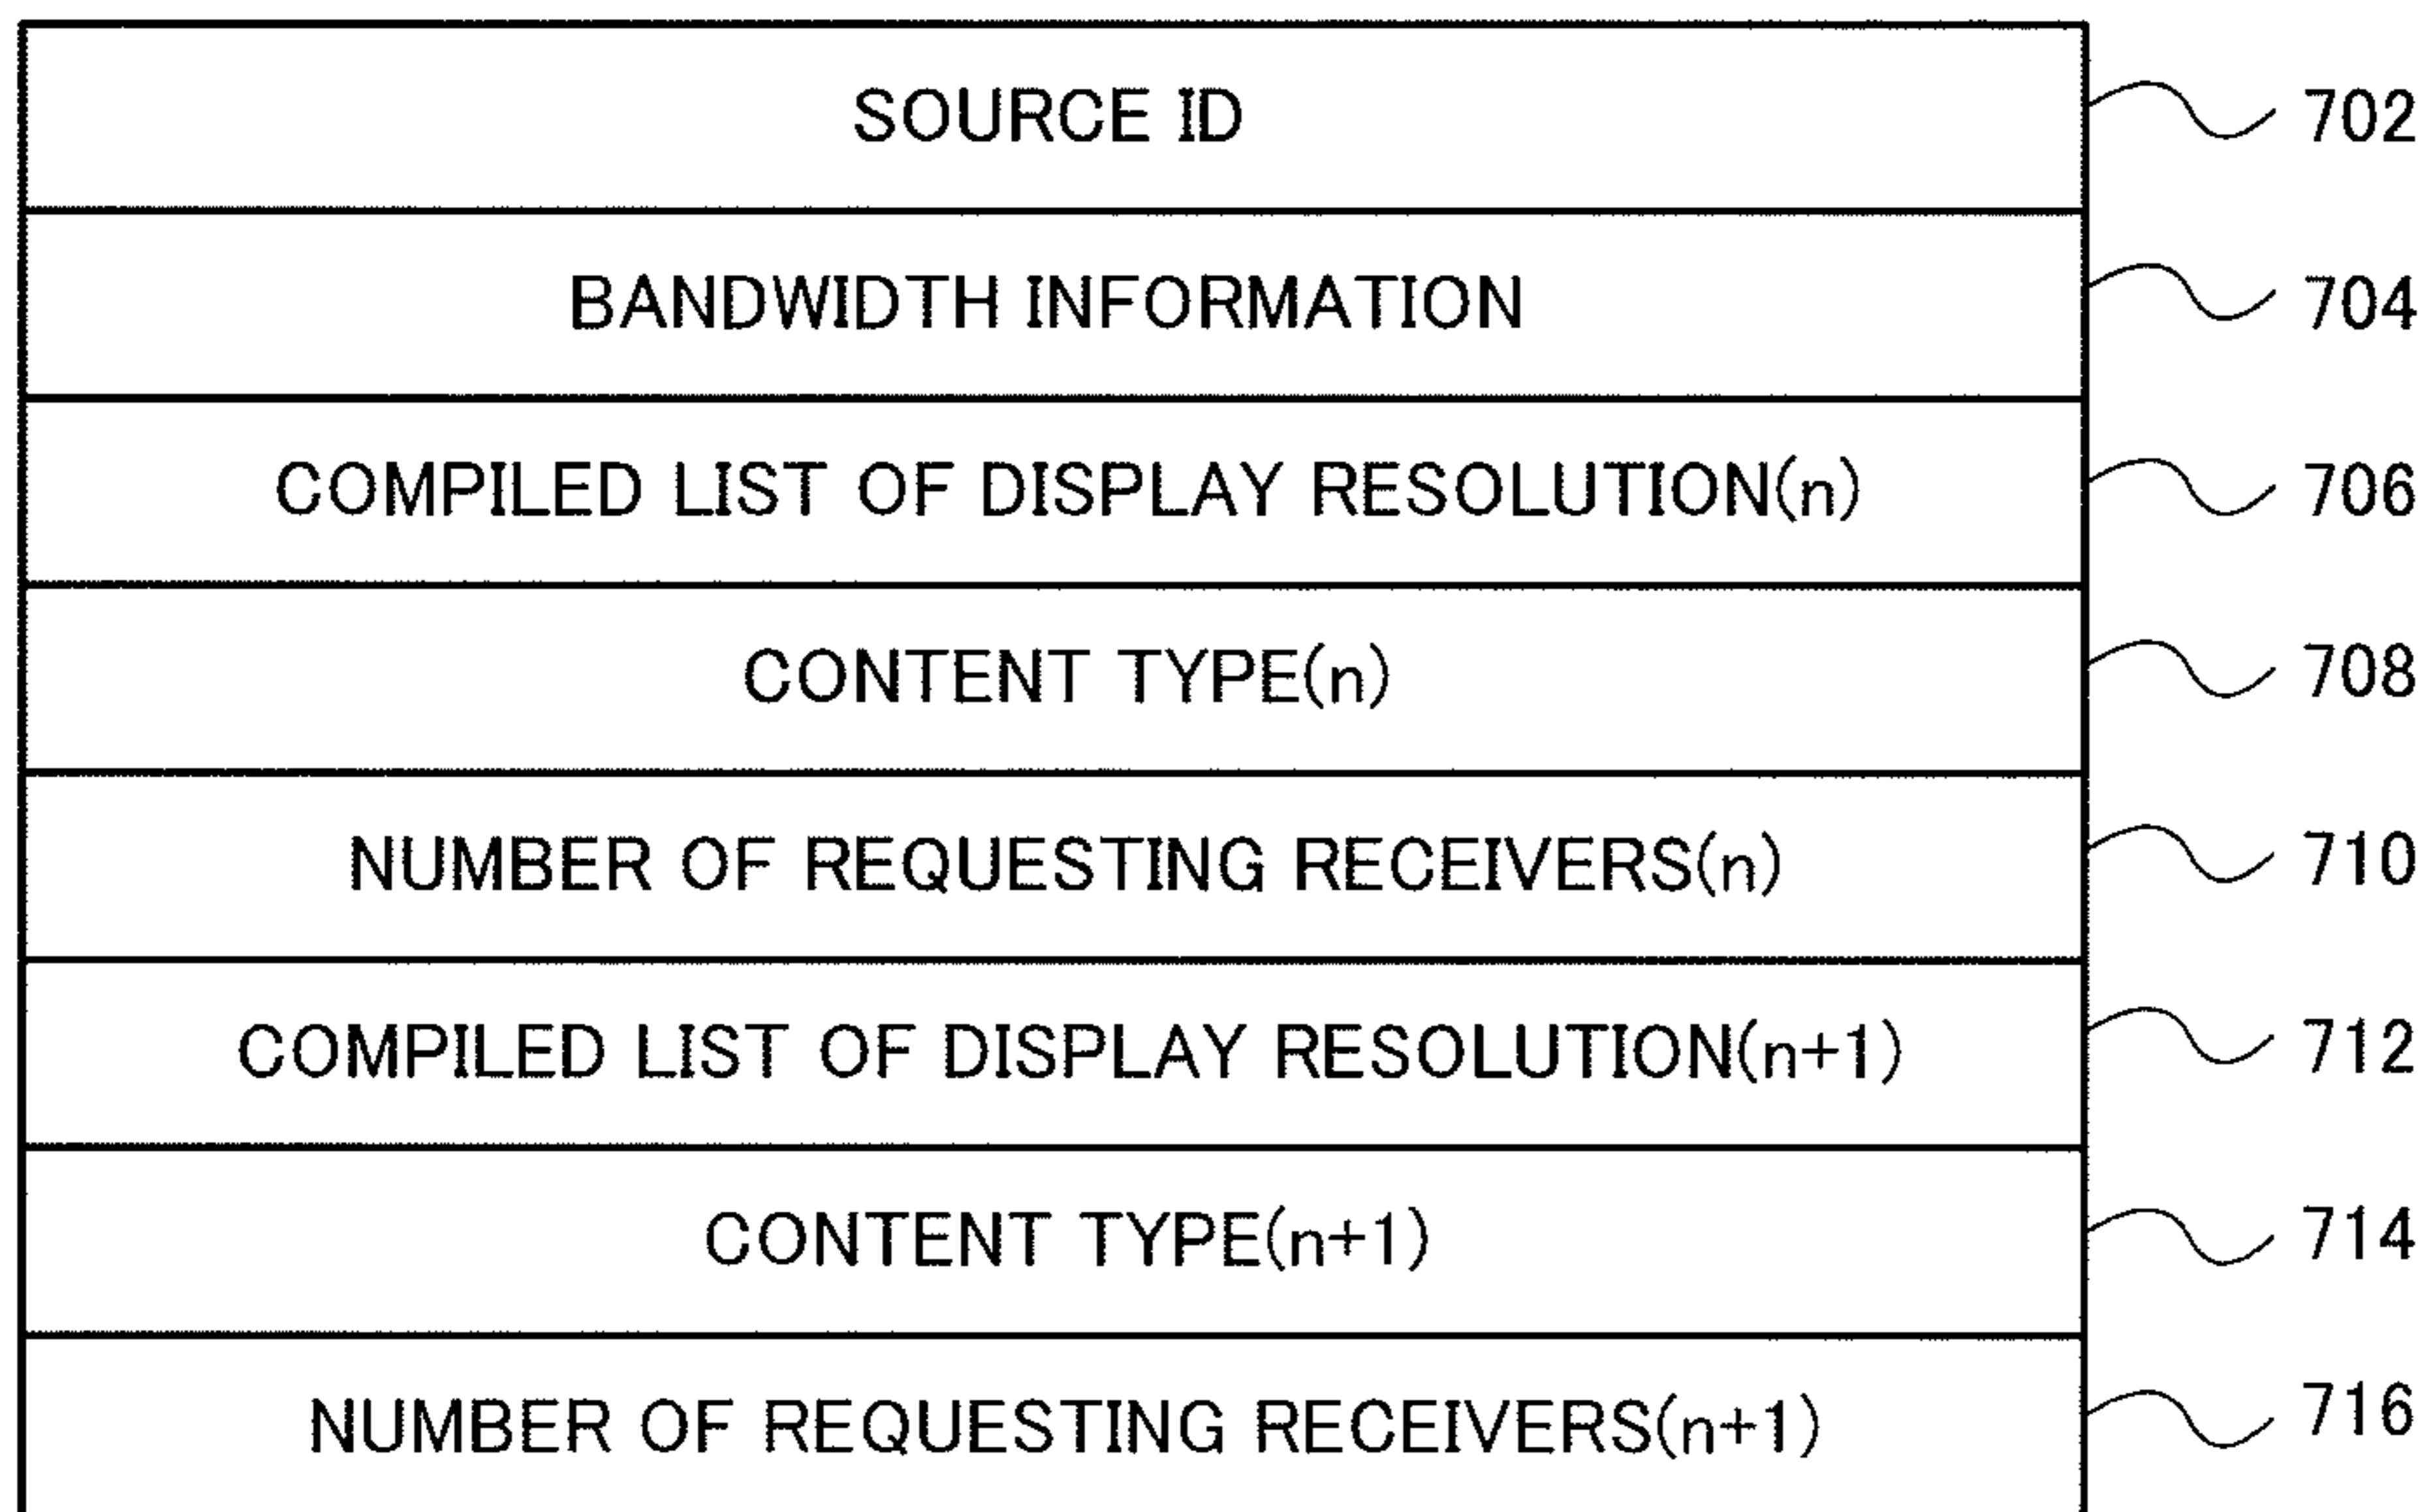 SOURCE ID 702
BANDWIDTH INFORMATION 704
COMPILED LIST OF DISPLAY RESOLUTION(n) 706
CONTENT TYPE(n) 708
NUMBER OF REQUESTING RECEIVERS(n) 710
COMPILED LIST OF DISPLAY RESOLUTION(n+1) 712
CONTENT TYPE(n+1) 714
NUMBER OF REQUESTING RECEIVERS(n+1) 716